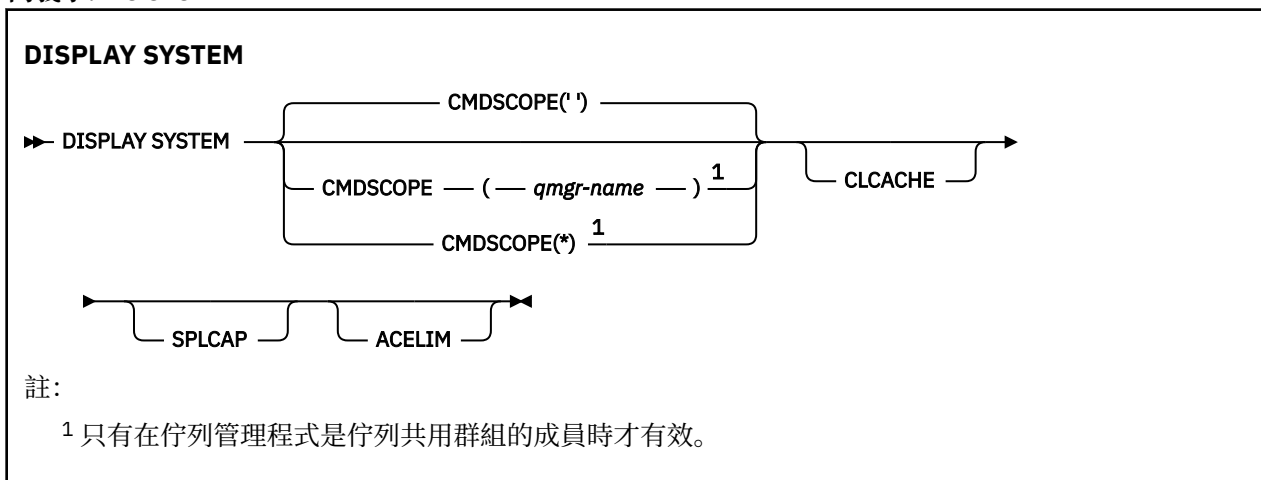 DISPLAY SYSTEM
CMDSCOPE(' ')
DISPLAY SYSTEM
CMDSCOPE ( qmgr-name ) 1
CLCACHE
CMDSCOPE(*) 1
SPLCAP
ACELIM
註：
1 只有在佇列管理程式是佇列共用群組的成員時才有效。